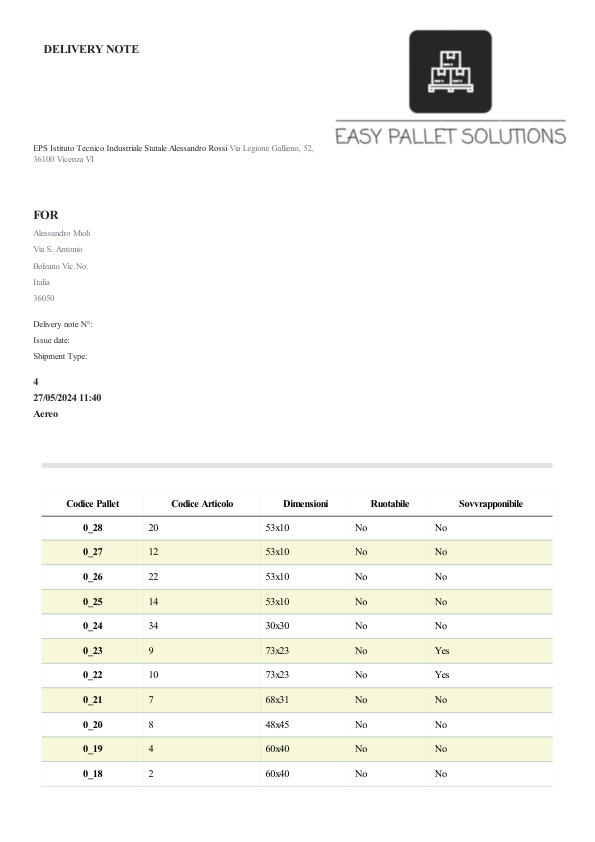 DELIVERY NOTE
EASY PALLET SOLUTIONS
EPS Istituto Tecnico Industriale Statale Alessandro Rossi Via Legione Gallieno, 52,
36100 Vicenza VI
FOR
Alessandro Mioli
Via S. Antonio
Bolzano Vic.No.
Italia
36050
Delivery note N°:
Issue date:
Shipment Type:
4
27/05/2024 11:40
Aereo
Codice Pallet Codice Articolo Dimensioni Ruotabile Sovvrapponibile
0_28 20 53x10 No No
0_27 12 53x10 No No
0_26 22 53x10 No No
0_25 14 53x10 No No
0_24 34 30x30 No No
0_23 9 73x23 No Yes
0_22 10 73x23 No Yes
0_21 7 68x31 No No
0_20 8 48x45 No No
0_19 4 60x40 No No
0_18 2 60x40 No No